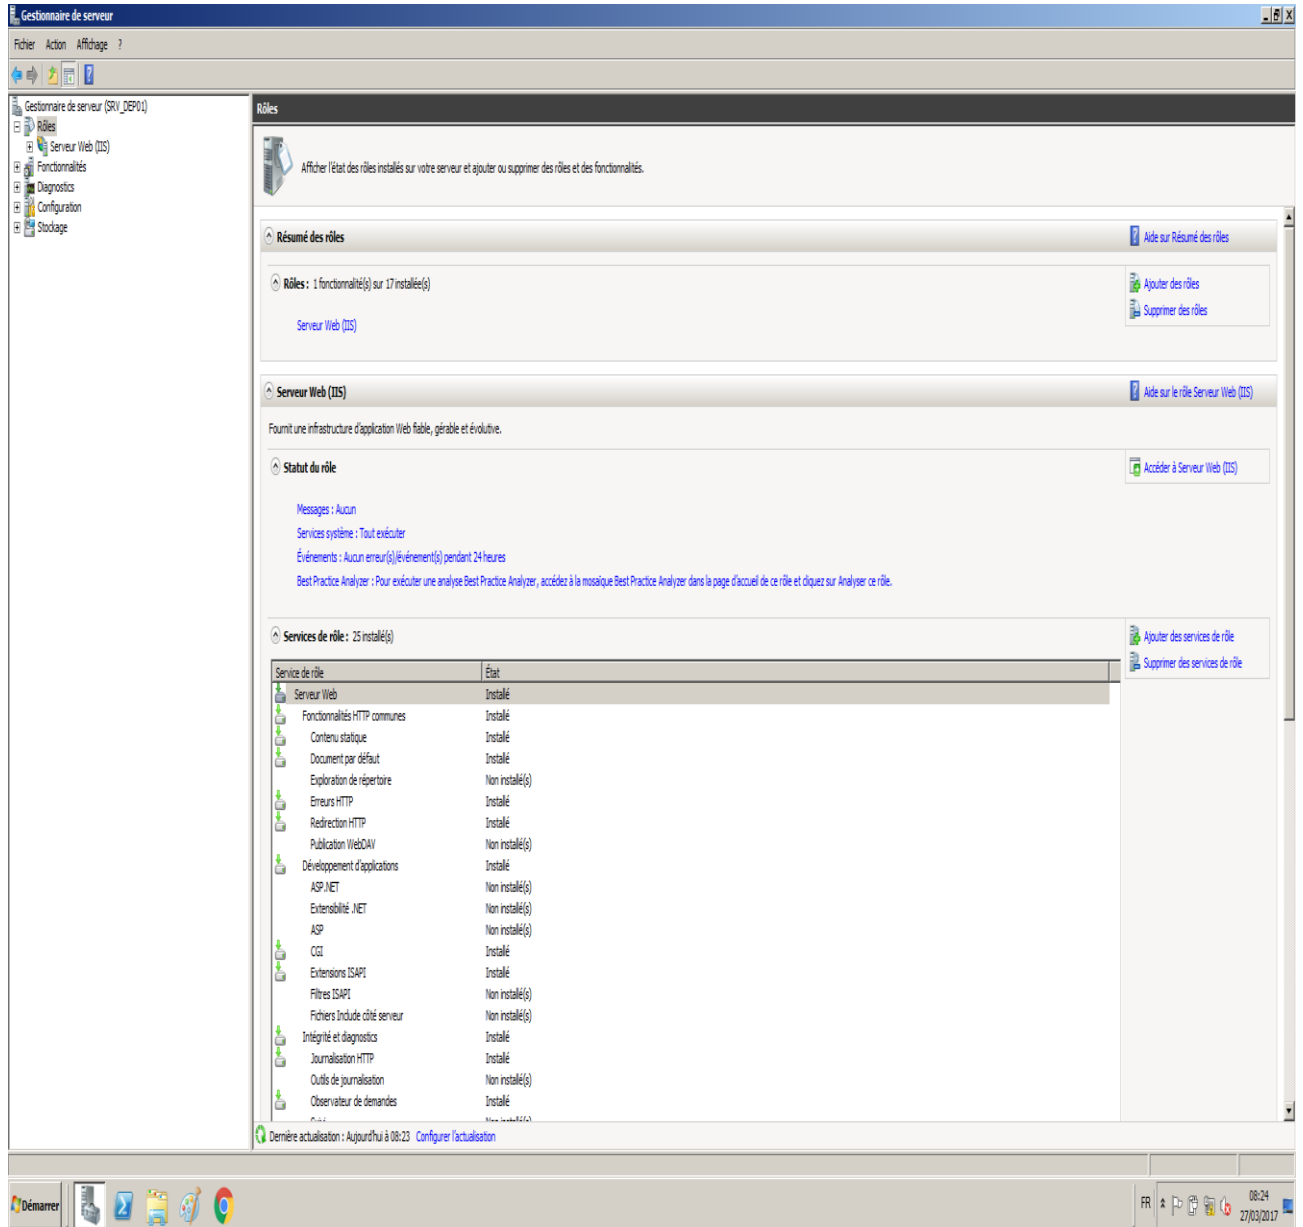 Gestionnaire de serveur
Fichier Action Affichage ?
Gestionnaire de serveur (SRV_DEP01)
Rôles
Serveur Web (IIS)
Fonctionnalités
Diagnostics
Configuration
Stockage
Rôles
Afficher l'état des rôles installés sur votre serveur et ajouter ou supprimer des rôles et des fonctionnalités.
Résumé des rôles
Aide sur Résumé des rôles
Rôles : 1 fonctionnalité(s) sur 17 installée(s)
Ajouter des rôles
Supprimer des rôles
Serveur Web (IIS)
Serveur Web (IIS)
Aide sur le rôle Serveur Web (IIS)
Fournit une infrastructure d'application Web fiable, gérable et évolutive.
Statut du rôle
Accéder à Serveur Web (IIS)
Messages : Aucun
Services système : Tout exécuter
Événements : Aucun erreur(s)/événement(s) pendant 24 heures
Best Practice Analyzer : Pour exécuter une analyse Best Practice Analyzer, accédez à la mosaïque Best Practice Analyzer dans la page d'accueil de ce rôle et cliquez sur Analyser ce rôle.
Services de rôle : 25 installé(s)
Ajouter des services de rôle
Supprimer des services de rôle
Service de rôle État
Serveur Web Installé
Fonctionnalités HTTP communes Installé
Contenu statique Installé
Document par défaut Installé
Exploration de répertoire Non installé(s)
Erreurs HTTP Installé
Redirection HTTP Installé
Publication WebDAV Non installé(s)
Développement d'applications Installé
ASP.NET Non installé(s)
Extensibilité .NET Non installé(s)
ASP Non installé(s)
CGI Installé
Extensions ISAPI Installé
Filtres ISAPI Non installé(s)
Fichiers Include côté serveur Non installé(s)
Intégrité et diagnostics Installé
Journalisation HTTP Installé
Outils de journalisation Non installé(s)
Observateur de demandes Installé
Dernière actualisation : Aujourd'hui à 08:23 Configurer l'actualisation
Démarrer
FR
08:24
27/03/2017